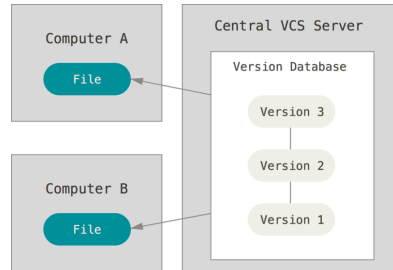 Computer A
File
Computer B
File
Central VCS Server
Version Database
Version 3
Version 2
Version 1